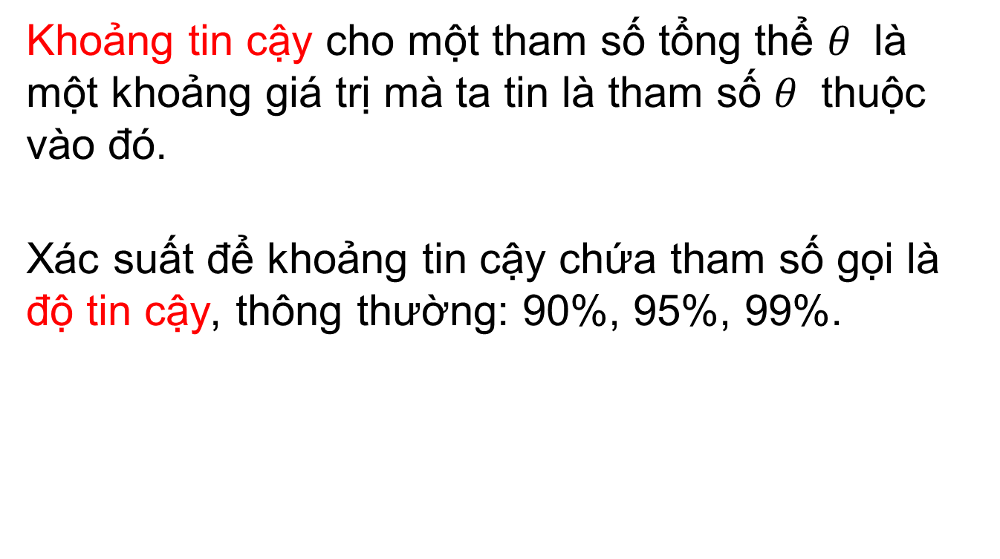 Khoảng tin cậy cho một tham số tổng thể θ là
một khoảng giá trị mà ta tin là tham số θ thuộc
vào đó.
Xác suất để khoảng tin cậy chứa tham số gọi là
độ tin cậy, thông thường: 90%, 95%, 99%.